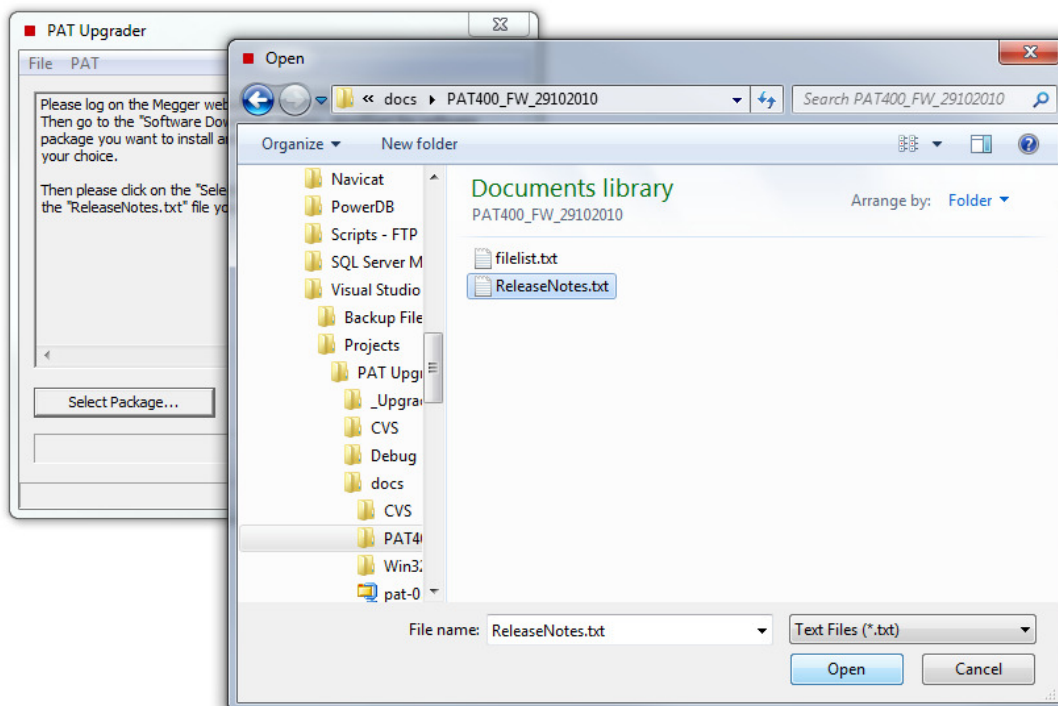 PAT Upgrader
File PAT
Please log on the Megger web
Then go to the "Software Dow
package you want to install a
your choice.
Then please click on the "Sele
the "ReleaseNotes.txt" file yo
Select Package...
Open
« docs PAT400_FW_29102010
Search PAT400_FW_29102010
Organize New folder
Navicat
PowerDB
Scripts - FTP
SQL Server M
Visual Studio
Backup File
Projects
PAT Upgr
_Upgra
CVS
Debug
docs
CVS
PAT40
Win32
pat-0
Documents library
PAT400_FW_29102010
Arrange by: Folder
filelist.txt
ReleaseNotes.txt
File name: ReleaseNotes.txt
Text Files (*.txt)
Open Cancel